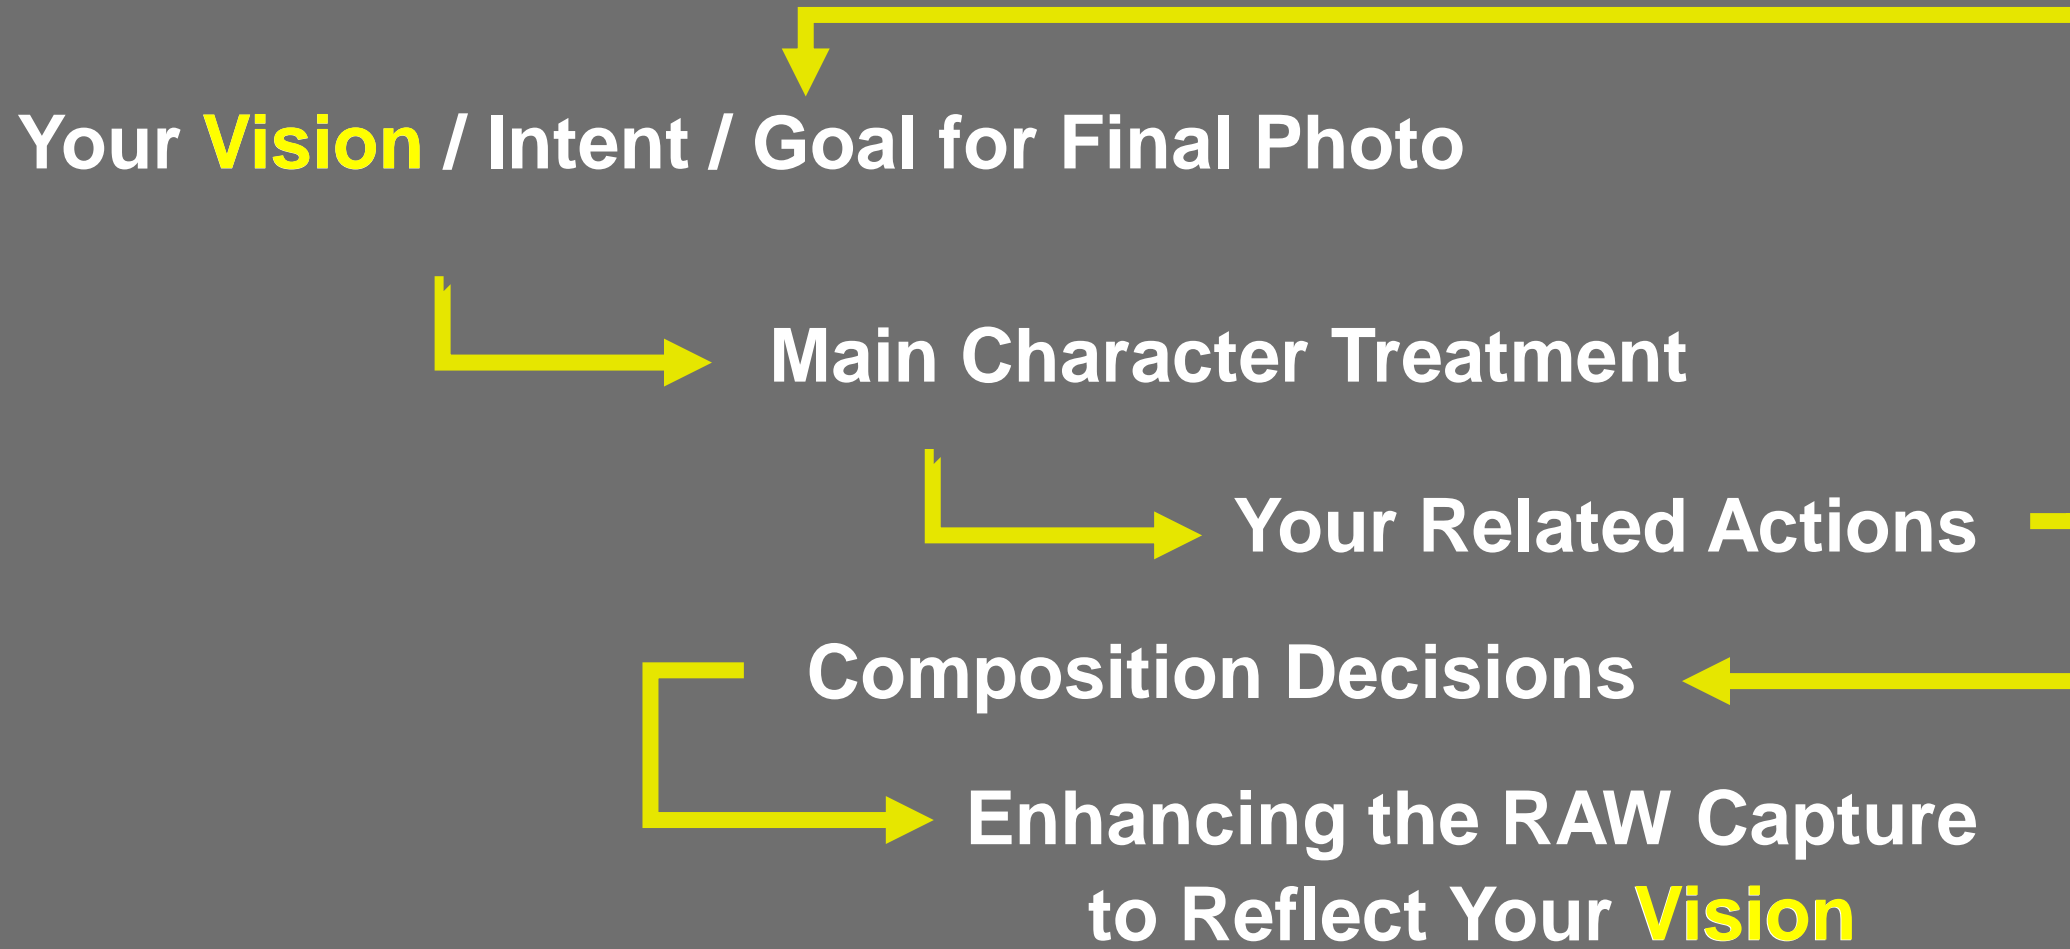 Your Vision / Intent / Goal for Final Photo
Main Character Treatment
Your Related Actions
Composition Decisions
Enhancing the RAW Capture
to Reflect Your Vision